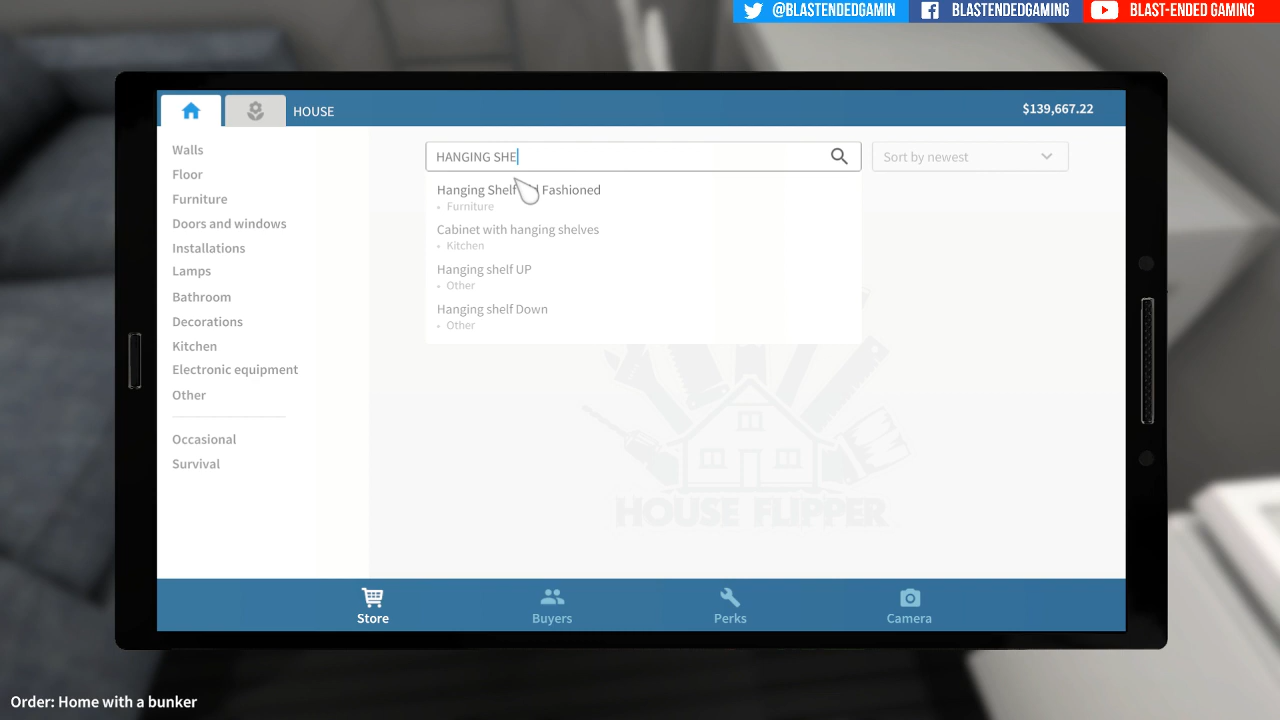 @BLASTENDEDGAMIN
BLASTENDEDGAMING
BLAST-ENDED GAMING
HOUSE
$139,667.22
HANGING SHE
Sort by newest
Walls
Floor
Furniture
Doors and windows
Installations
Lamps
Bathroom
Decorations
Kitchen
Electronic equipment
Other
Occasional
Survival
Hanging Shelf Fashioned
• Furniture
Cabinet with hanging shelves
• Kitchen
Hanging shelf UP
• Other
Hanging shelf Down
• Other
HOUSE FLIPPER
Store
Buyers
Perks
Camera
Order: Home with a bunker